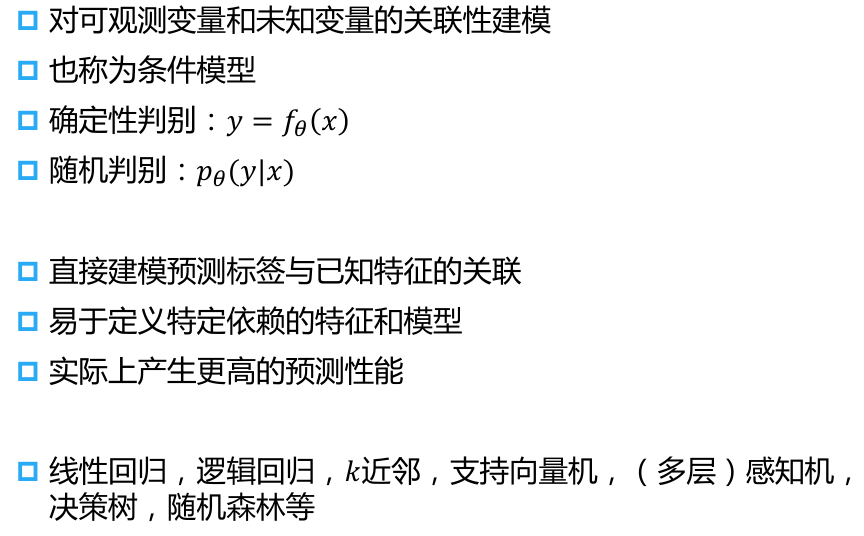 对可观测变量和未知变量的关联性建模
也称为条件模型
确定性判别：𝑦 = 𝑓𝜃(𝑥)
随机判别：𝑝𝜃(𝑦|𝑥)
直接建模预测标签与已知特征的关联
易于定义特定依赖的特征和模型
实际上产生更高的预测性能
线性回归，逻辑回归，𝑘近邻，支持向量机，（多层）感知机，
决策树，随机森林等